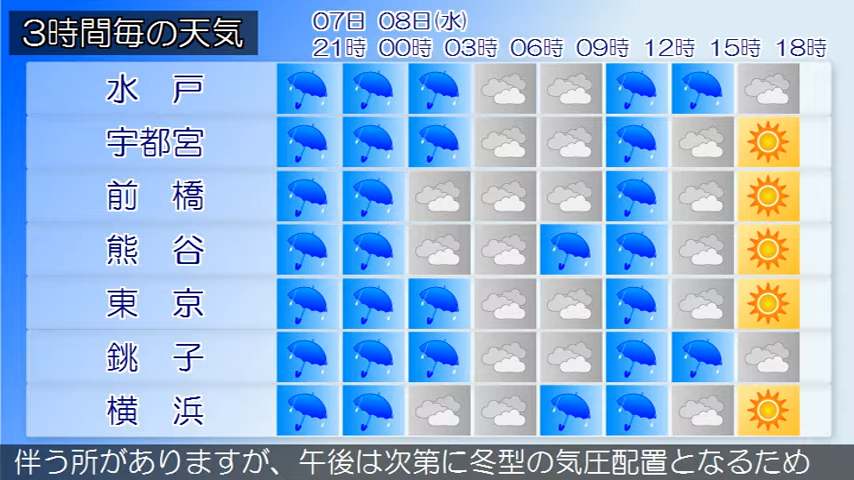 3時間毎の天気
07日 08日(水)
21時 00時 03時 06時 09時 12時 15時 18時
水 戸
宇都宮
前 橋
熊 谷
東 京
銚 子
横 浜
伴う所がありますが、午後は次第に冬型の気圧配置となるため